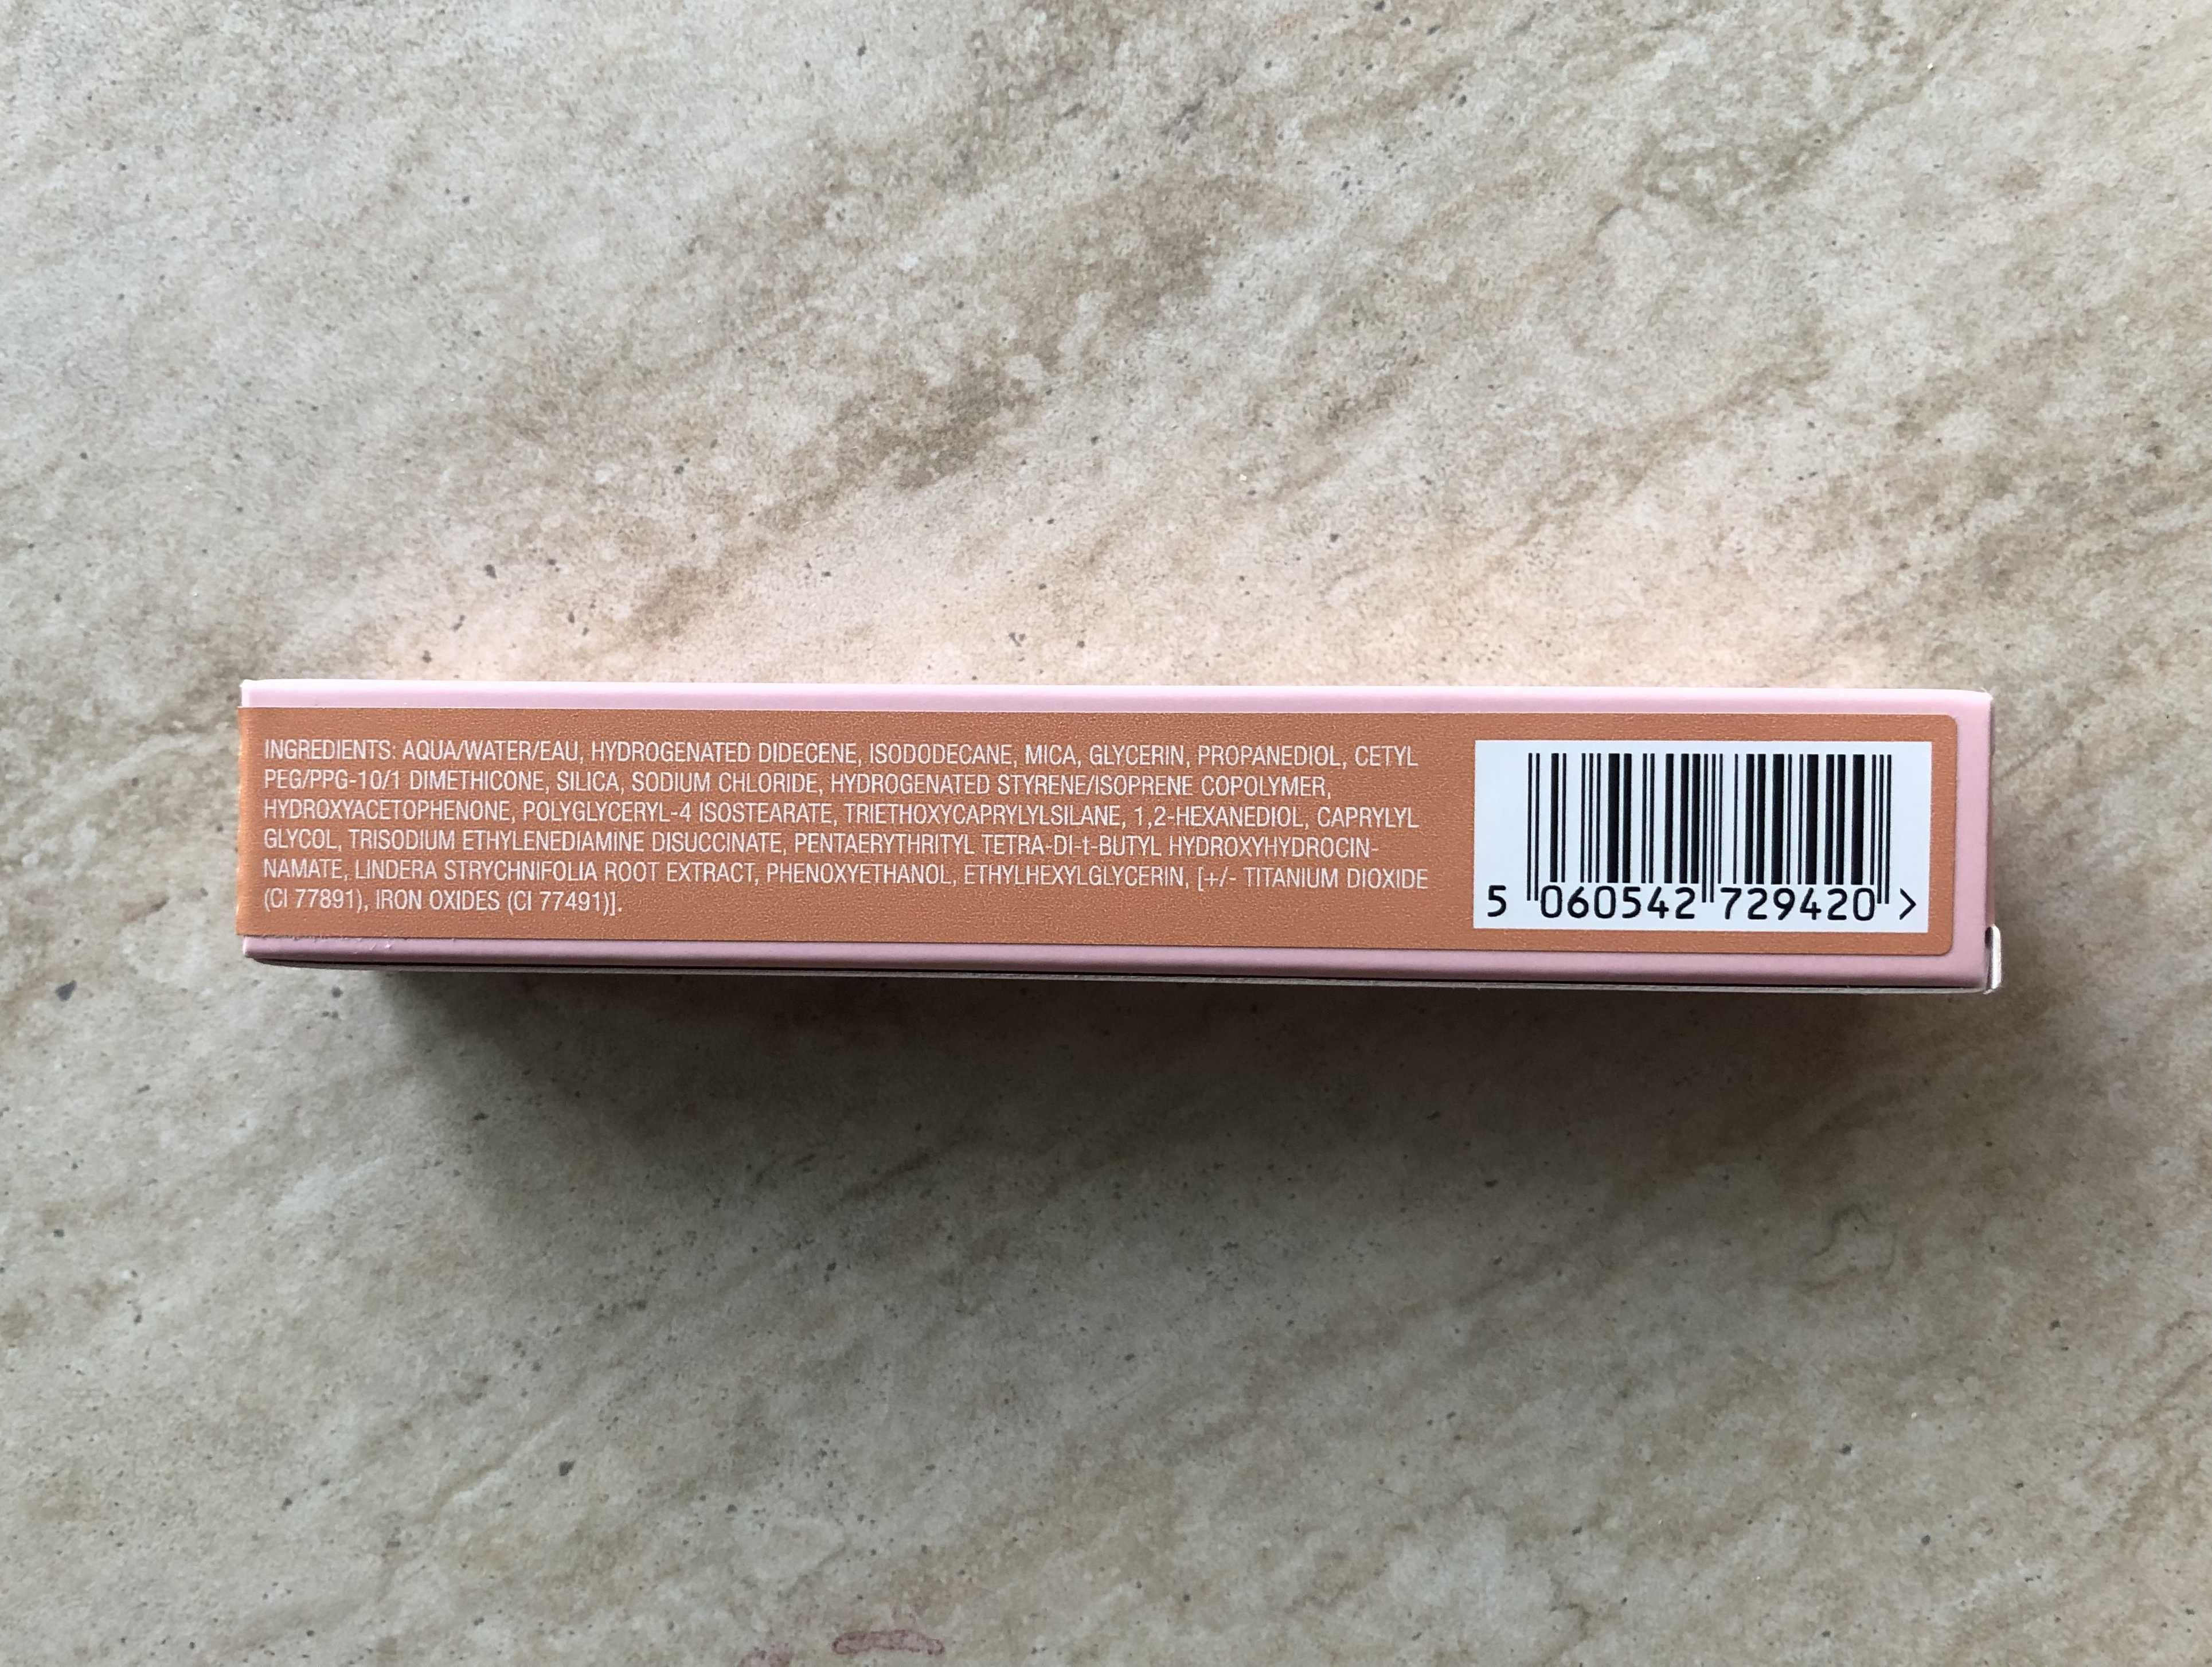 INGREDIENTS: AQUA/WATER/EAU, HYDROGENATED DIDECENE, ISODODECANE, MICA, GLYCERIN, PROPANEDIOL, CETYL
PEG/PPG-10/1 DIMETHICONE, SILICA, SODIUM CHLORIDE, HYDROGENATED STYRENE/ISOPRENE COPOLYMER,
HYDROXYACETOPHENONE, POLYGLYCERYL-4 ISOSTEARATE, TRIETHOXYCAPRYLYLSILANE, 1,2-HEXANEDIOL, CAPRYLYL
GLYCOL, TRISODIUM ETHYLENEDIAMINE DISUCCINATE, PENTAERYTHRITYL TETRA-DI-t-BUTYL HYDROXYHYDROCIN-
NAMATE, LINDERA STRYCHNIFOLIA ROOT EXTRACT, PHENOXYETHANOL, ETHYLHEXYLGLYCERIN, [+/- TITANIUM DIOXIDE
(CI 77891), IRON OXIDES (CI 77491)].
5 060542 729420 >